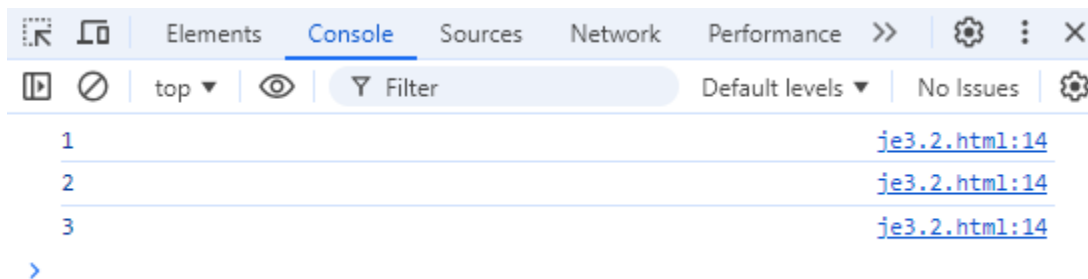 Elements Console Sources Network Performance
top Filter Default levels No Issues
1 je3.2.html:14
2 je3.2.html:14
3 je3.2.html:14